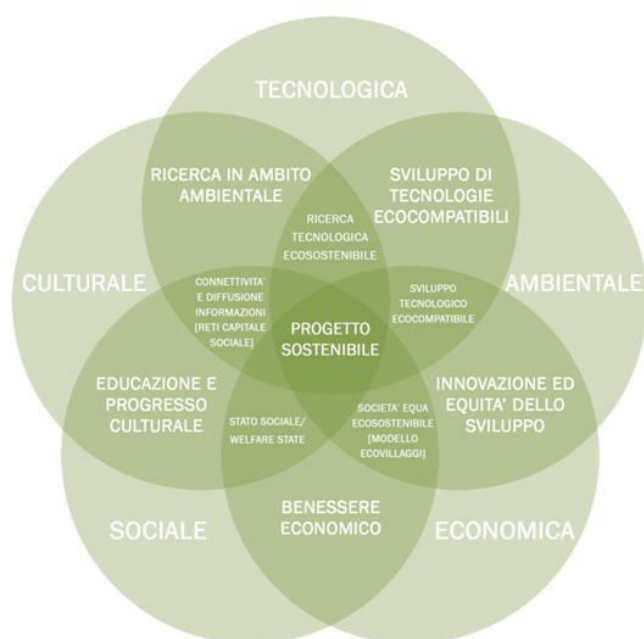 TECNOLOGICA
RICERCA IN AMBITO
AMBIENTALE
SVILUPPO DI
TECNOLOGIE
ECOCOMPATIBILI
RICERCA
TECNOLOGICA
ECOSOSTENIBILE
CULTURALE
CONNETTIVITA'
E DIFFUSIONE
INFORMAZIONI
[RETI CAPITALE
SOCIALE]
SVILUPPO
TECNOLOGICO
ECOCOMPATIBILE
AMBIENTALE
PROGETTO
SOSTENIBILE
EDUCAZIONE E
PROGRESSO
CULTURALE
STATO SOCIALE/
WELFARE STATE
SOCIETA' EQUA
ECOSOSTENIBILE
[MODELLO
ECOVILLAGGI]
INNOVAZIONE ED
EQUITA' DELLO
SVILUPPO
SOCIALE
BENESSERE
ECONOMICO
ECONOMICA